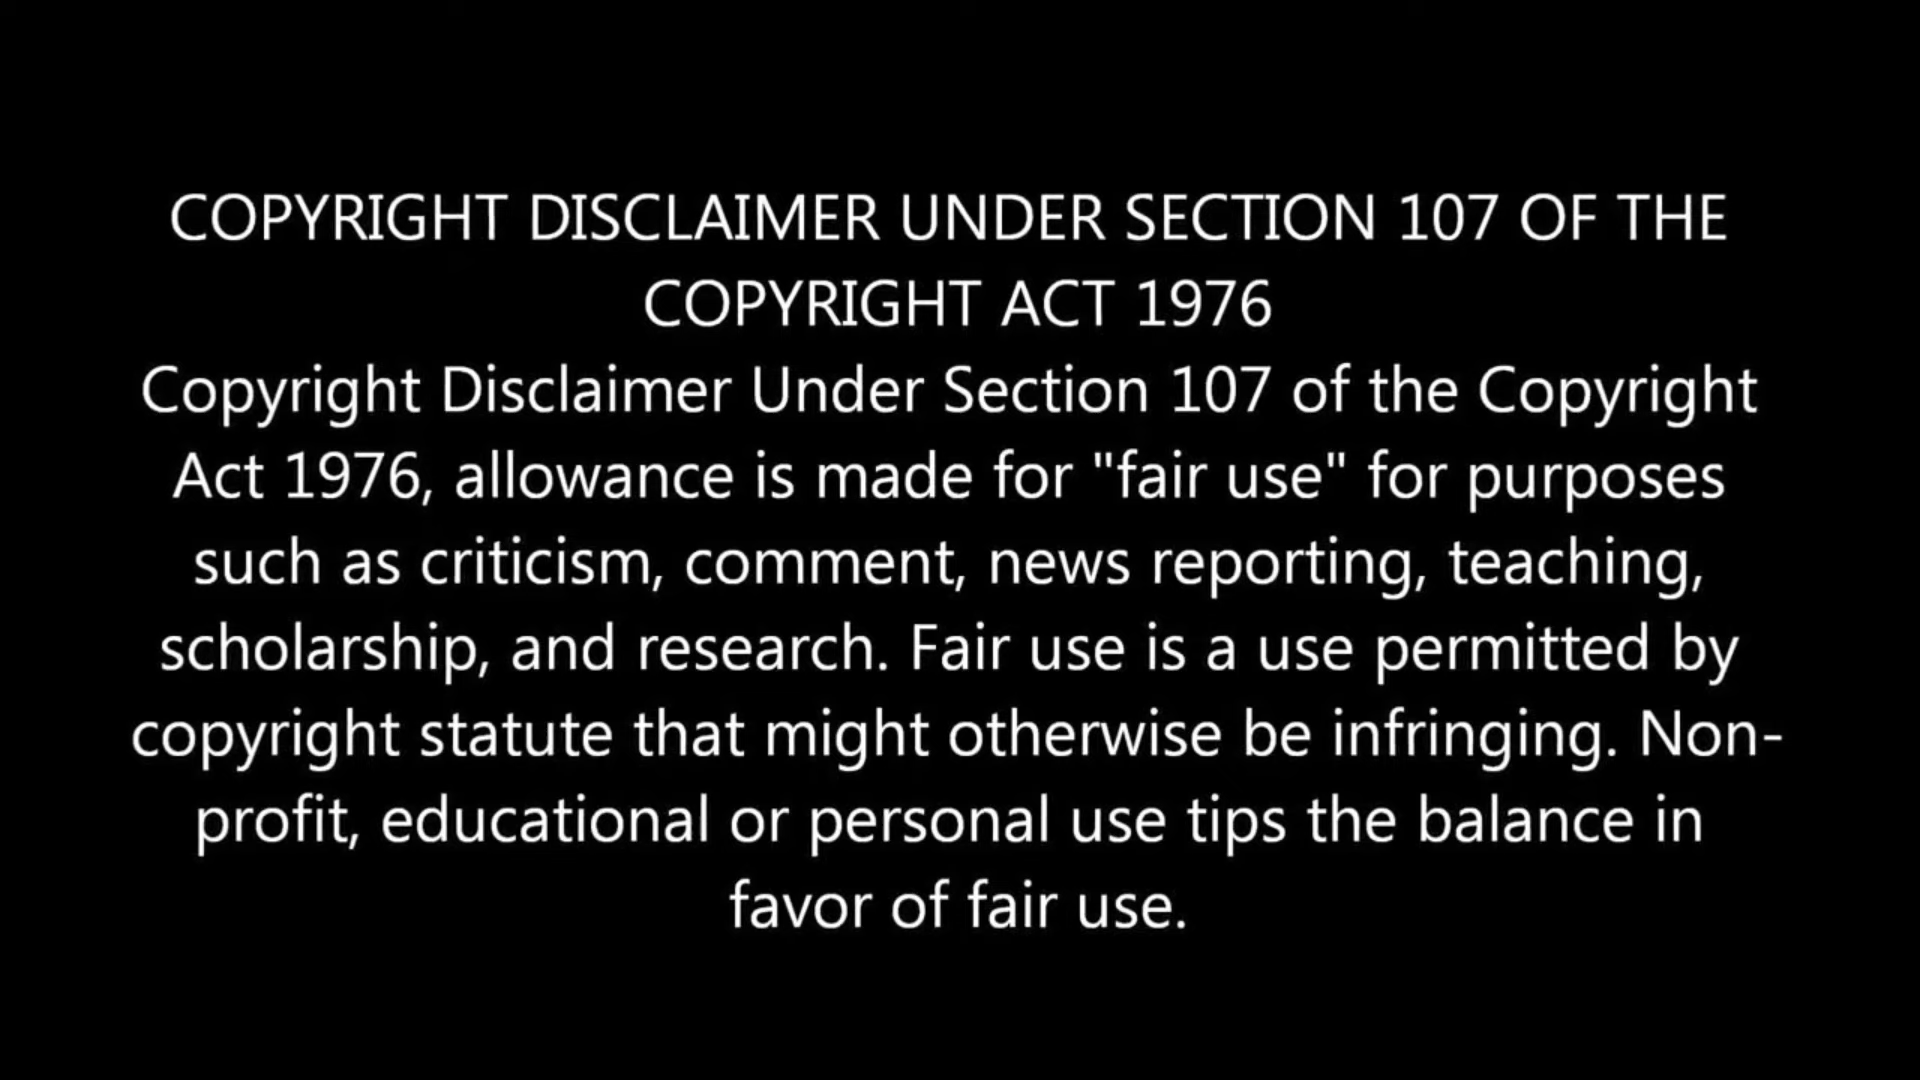 COPYRIGHT DISCLAIMER UNDER SECTION 107 OF THE
COPYRIGHT ACT 1976
Copyright Disclaimer Under Section 107 of the Copyright
Act 1976, allowance is made for "fair use" for purposes
such as criticism, comment, news reporting, teaching,
scholarship, and research. Fair use is a use permitted by
copyright statute that might otherwise be infringing. Non-
profit, educational or personal use tips the balance in
favor of fair use.